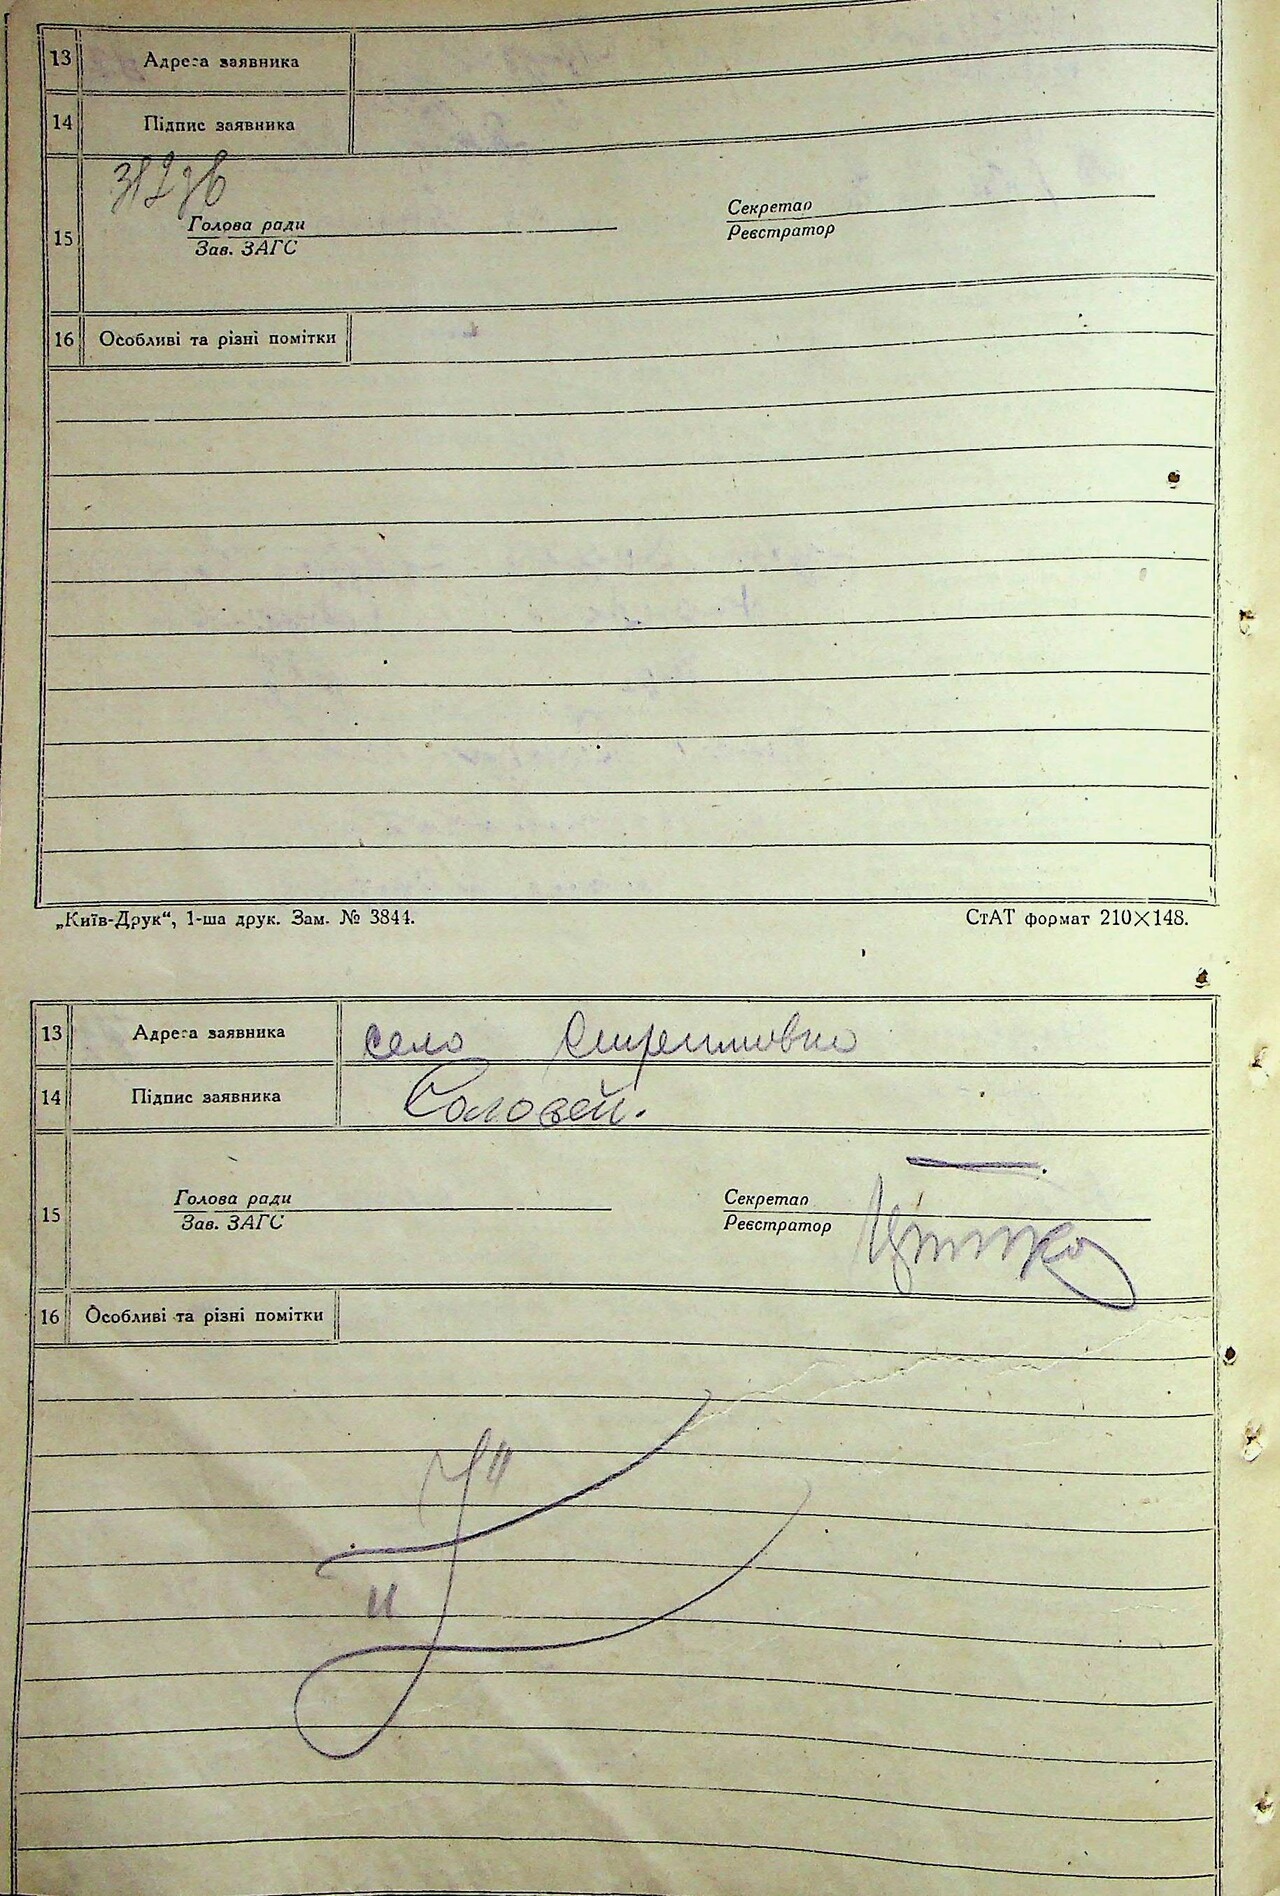 13 Адреса заявника
14 Підпис заявника
15 Голова ради Секретар
Зав. ЗАГС Реєстратор
16 Особливі та різні помітки
„Київ-Друк“, 1-ша друк. Зам. № 3844. СтАТ формат 210×148.
13 Адреса заявника село
14 Підпис заявника Соловей.
15 Голова ради Секретар
Зав. ЗАГС Реєстратор
16 Особливі та різні помітки